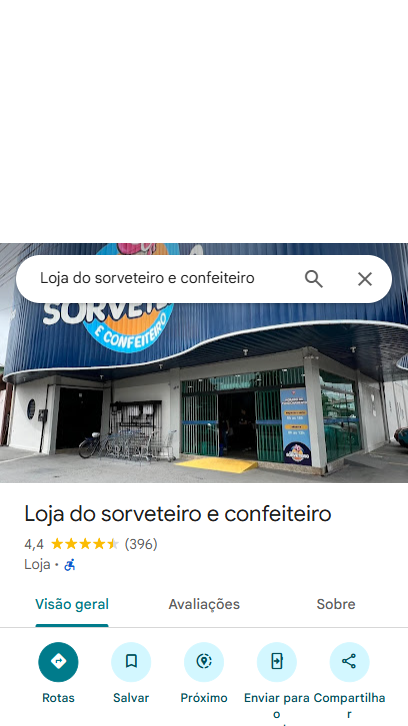 Loja do sorveteiro e confeiteiro
E CONFEITEIRO
Loja do sorveteiro e confeiteiro
4,4 (396)
Loja ·
Visão geral Avaliações Sobre
Rotas Salvar Próximo Enviar para o Compartilhar